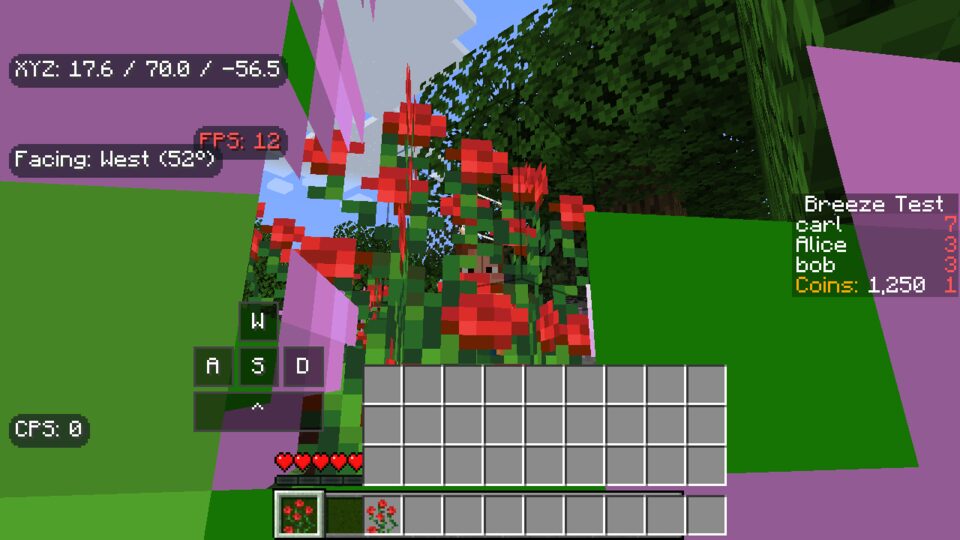 XYZ: 17.6 / 70.0 / -56.5
FPS: 12
Facing: West (52°)
Breeze Test
carl 7
Alice 3
bob 3
Coins: 1,250 1
W
A S D
^
CPS: 0